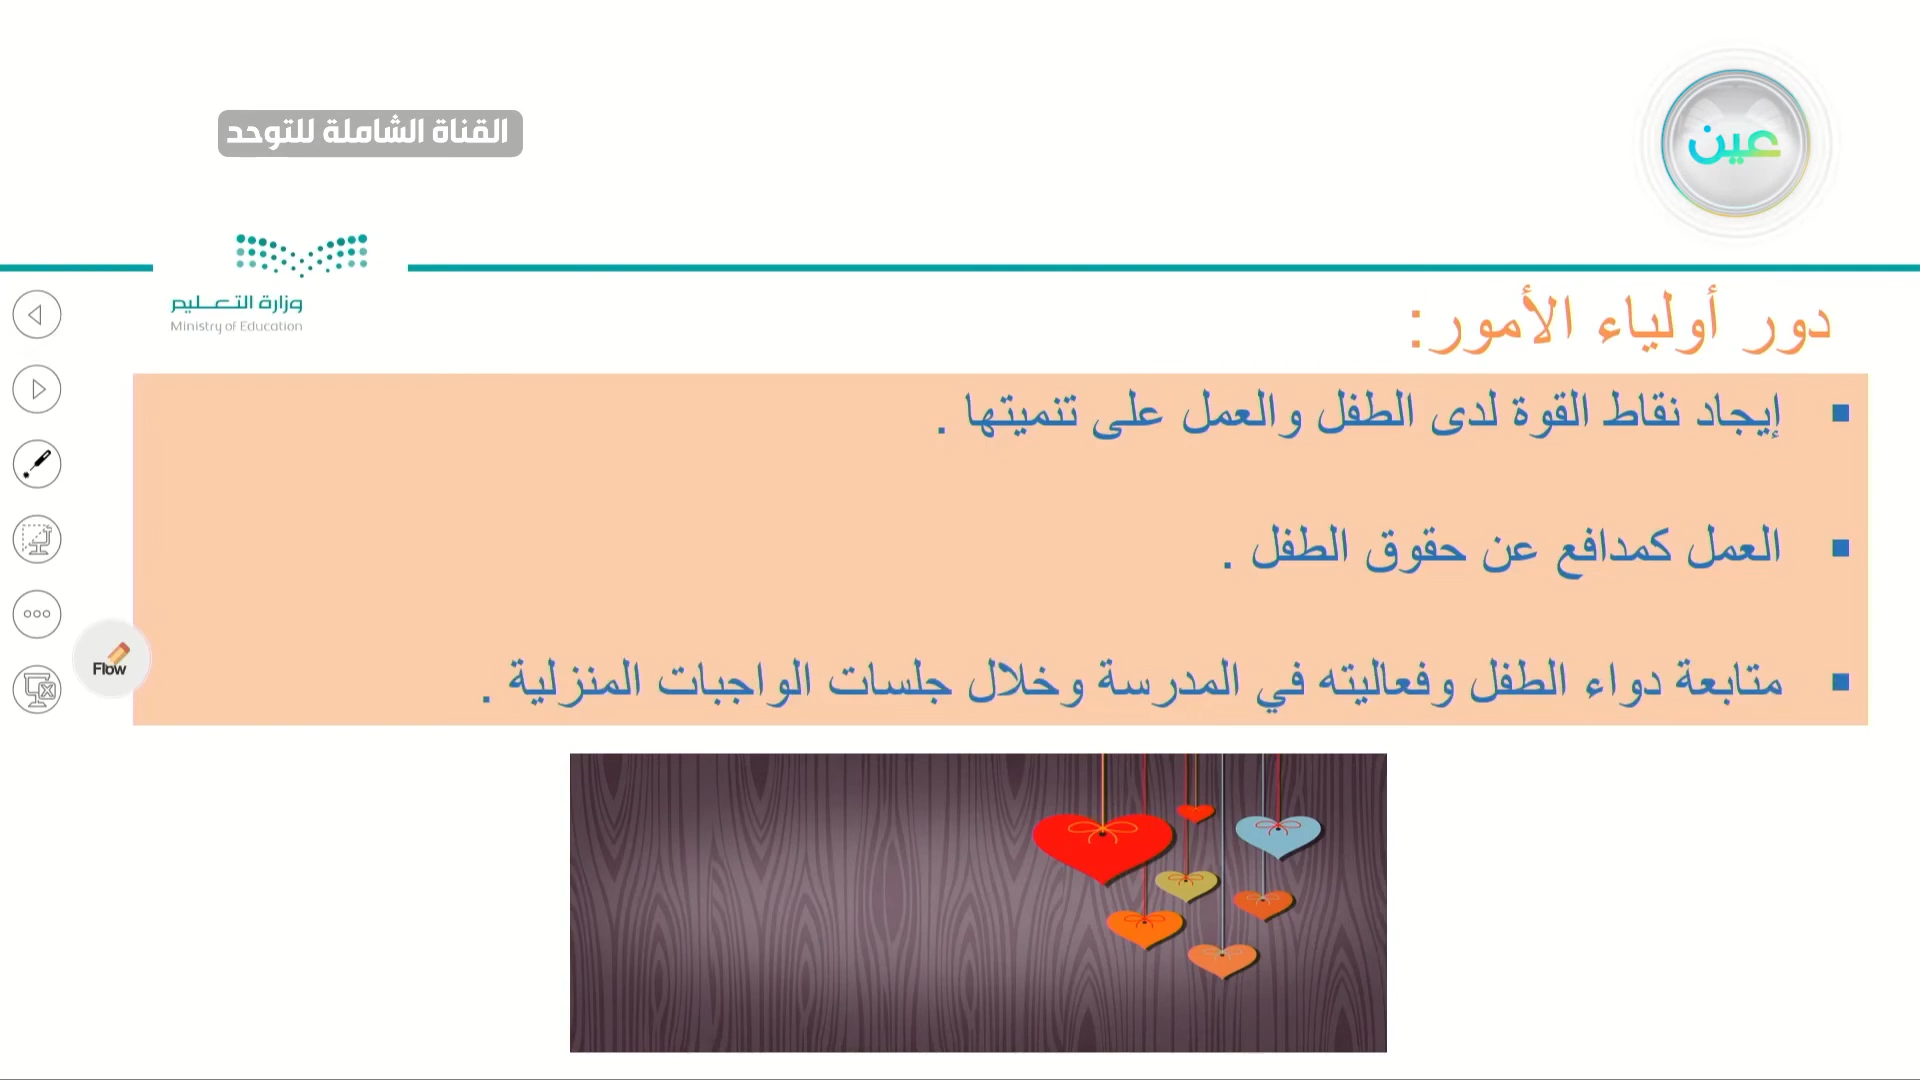 القناة الشاملة للتوحد
عين
وزارة التعليم
Ministry of Education
دور أولياء الأمور:
▪ إيجاد نقاط القوة لدى الطفل والعمل على تنميتها .
▪ العمل كمدافع عن حقوق الطفل .
▪ متابعة دواء الطفل وفعاليته في المدرسة وخلال جلسات الواجبات المنزلية .
Flow